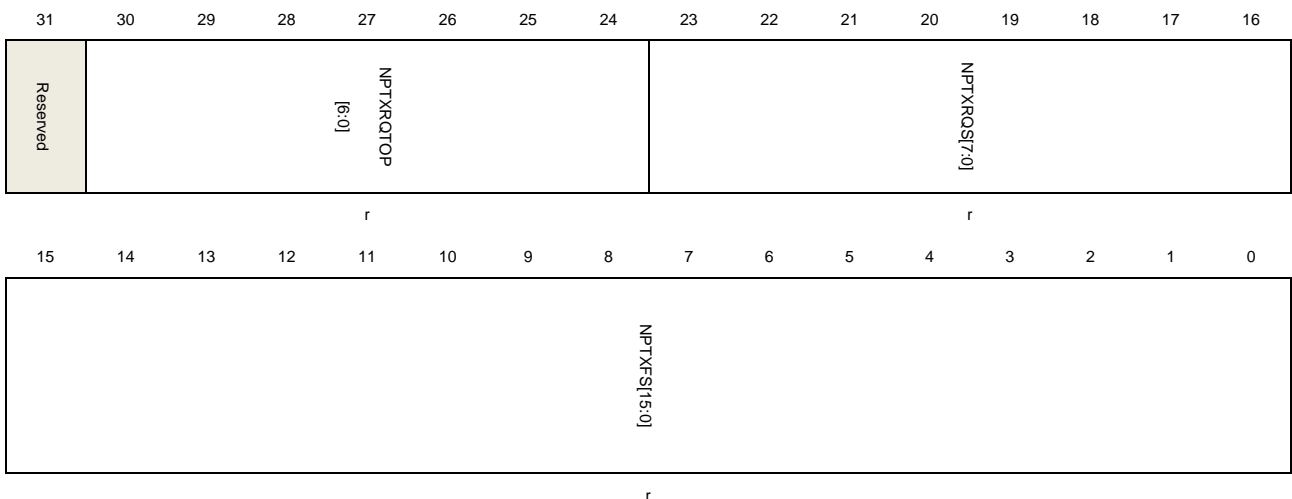 31 30 29 28 27 26 25 24 23 22 21 20 19 18 17 16
Reserved
NPTXRQTOP
[6:0]
NPTXRQS[7:0]
r r
15 14 13 12 11 10 9 8 7 6 5 4 3 2 1 0
NPTXFS[15:0]
r